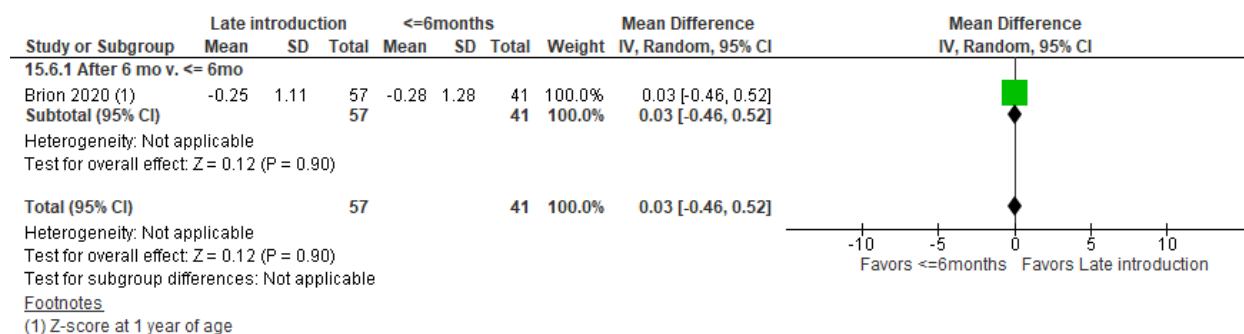 Late introduction <=6months Mean Difference Mean Difference
Study or Subgroup Mean SD Total Mean SD Total Weight IV, Random, 95% CI IV, Random, 95% CI
15.6.1 After 6 mo v. <= 6mo
Brion 2020 (1) -0.25 1.11 57 -0.28 1.28 41 100.0% 0.03 [-0.46, 0.52]
Subtotal (95% CI) 57 41 100.0% 0.03 [-0.46, 0.52]
Heterogeneity: Not applicable
Test for overall effect: Z = 0.12 (P = 0.90)
Total (95% CI) 57 41 100.0% 0.03 [-0.46, 0.52]
Heterogeneity: Not applicable
Test for overall effect: Z = 0.12 (P = 0.90)
Test for subgroup differences: Not applicable
-10 -5 0 5 10
Favors <=6months Favors Late introduction
Footnotes
(1) Z-score at 1 year of age